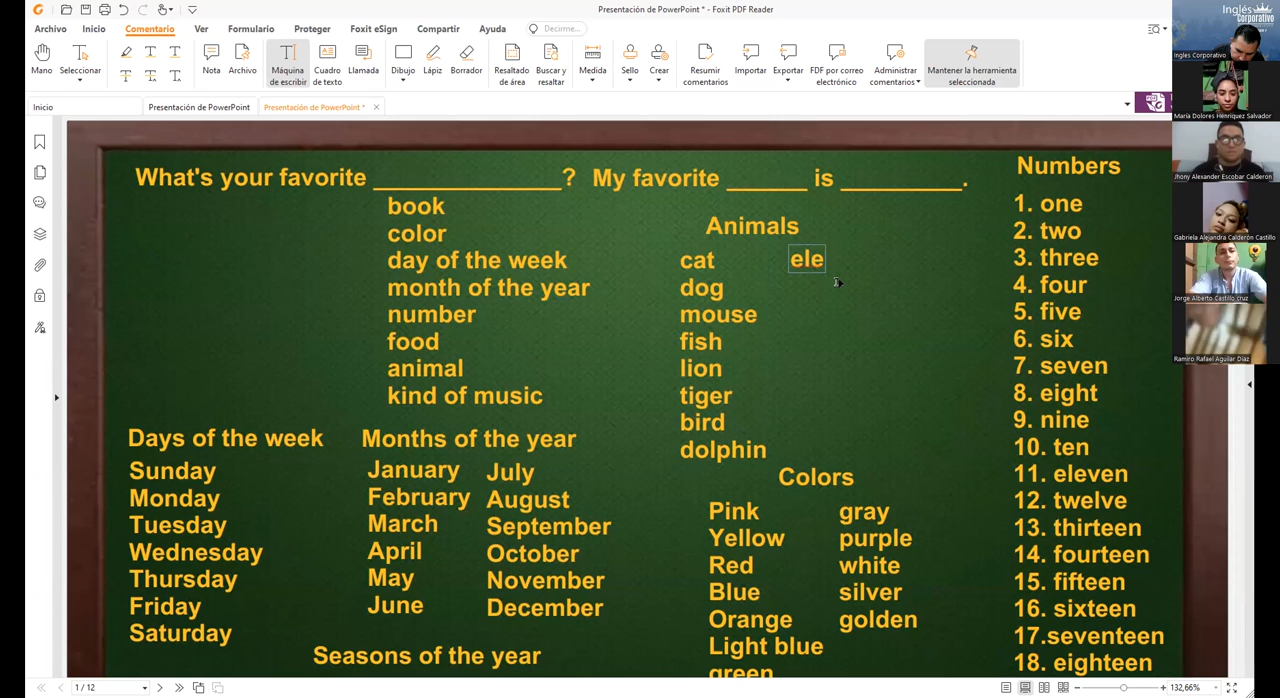 Presentación de PowerPoint * - Foxit PDF Reader
Archivo Inicio Comentario Ver Formulario Proteger Foxit eSign Compartir Ayuda Decirme...
Mano
Seleccionar
Nota
Archivo
Máquina de escribir
Cuadro de texto
Llamada
Dibujo
Lápiz
Borrador
Resaltado de área
Buscar y resaltar
Medida
Sello
Crear
Resumir comentarios
Importar
Exportar
PDF por correo electrónico
Administrar comentarios
Mantener la herramienta seleccionada
Inicio
Presentación de PowerPoint
Presentación de PowerPoint *
What's your favorite ______________? My favorite ______ is _________.
book
color
day of the week
month of the year
number
food
animal
kind of music
Animals
cat
dog
mouse
fish
lion
tiger
bird
dolphin
ele
Numbers
1. one
2. two
3. three
4. four
5. five
6. six
7. seven
8. eight
9. nine
10. ten
11. eleven
12. twelve
13. thirteen
14. fourteen
15. fifteen
16. sixteen
17.seventeen
18. eighteen
Days of the week
Sunday
Monday
Tuesday
Wednesday
Thursday
Friday
Saturday
Months of the year
January
February
March
April
May
June
July
August
September
October
November
December
Colors
Pink
Yellow
Red
Blue
Orange
Light blue
green
gray
purple
white
silver
golden
Seasons of the year
1 / 12
132,66%
Inglés
Corporativo
Ingles Corporativo
María Dolores Henríquez Salvador
Jhony Alexander Escobar Calderon
Gabriela Alejandra Calderón Castillo
Jorge Alberto Castillo cruz
Ramiro Rafael Aguilar Díaz